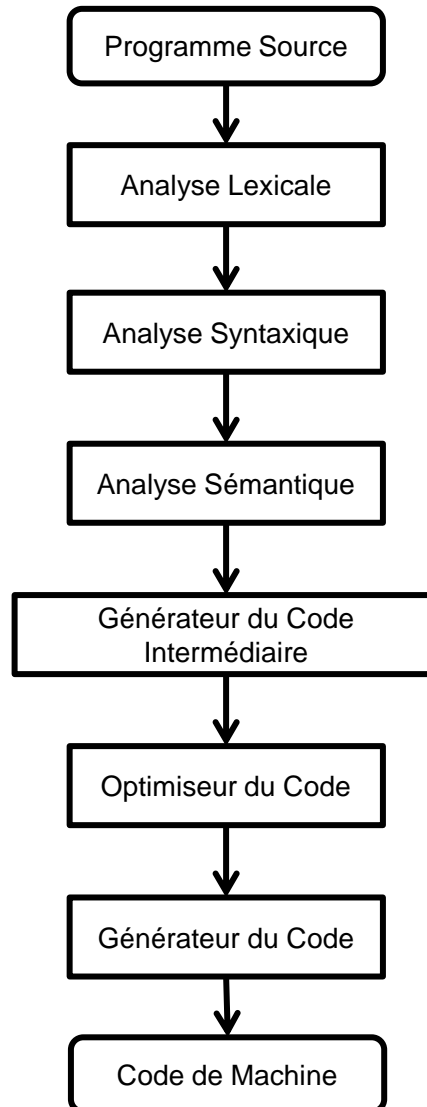 Programme Source
Analyse Lexicale
Analyse Syntaxique
Analyse Sémantique
Générateur du Code
Intermédiaire
Optimiseur du Code
Générateur du Code
Code de Machine